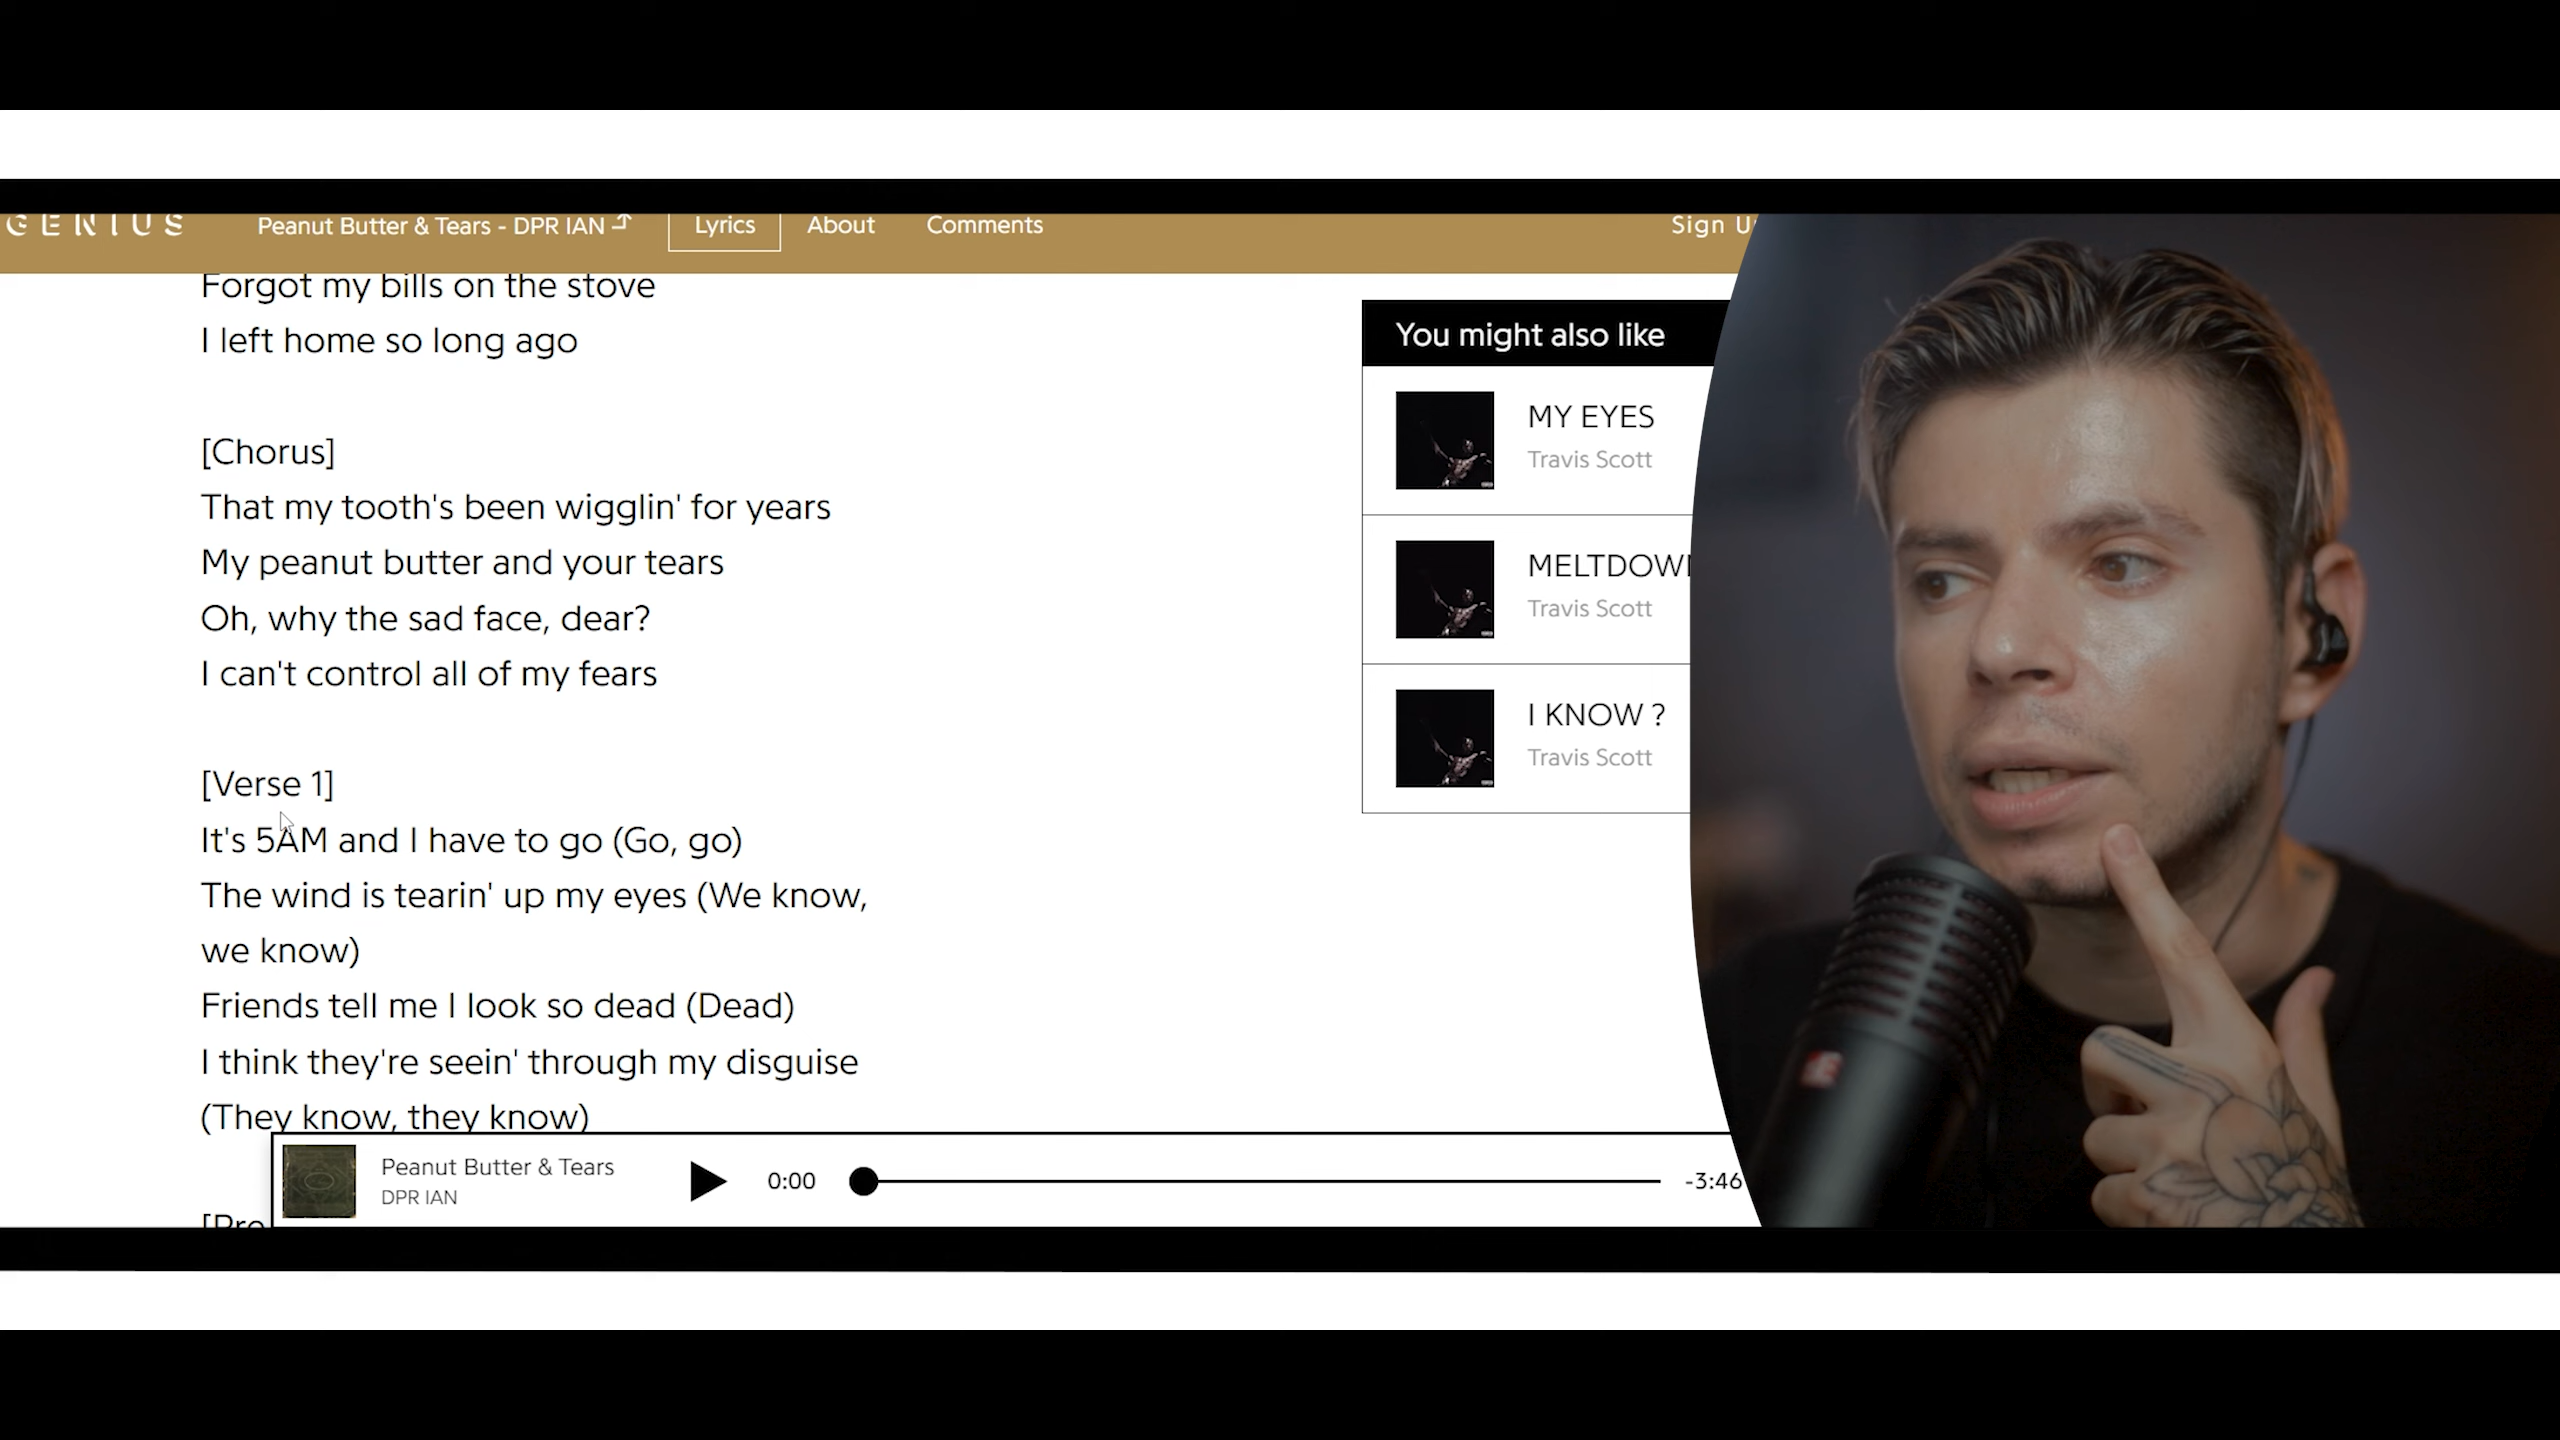 GENIUS
Peanut Butter & Tears - DPR IAN
Lyrics
About
Comments
Sign
Forgot my bills on the stove
I left home so long ago
[Chorus]
That my tooth's been wigglin' for years
My peanut butter and your tears
Oh, why the sad face, dear?
I can't control all of my fears
[Verse 1]
It's 5AM and I have to go (Go, go)
The wind is tearin' up my eyes (We know,
we know)
Friends tell me I look so dead (Dead)
I think they're seein' through my disguise
(They know, they know)
You might also like
MY EYES
Travis Scott
MELTDOWN
Travis Scott
I KNOW ?
Travis Scott
Peanut Butter & Tears
DPR IAN
0:00
-3:46